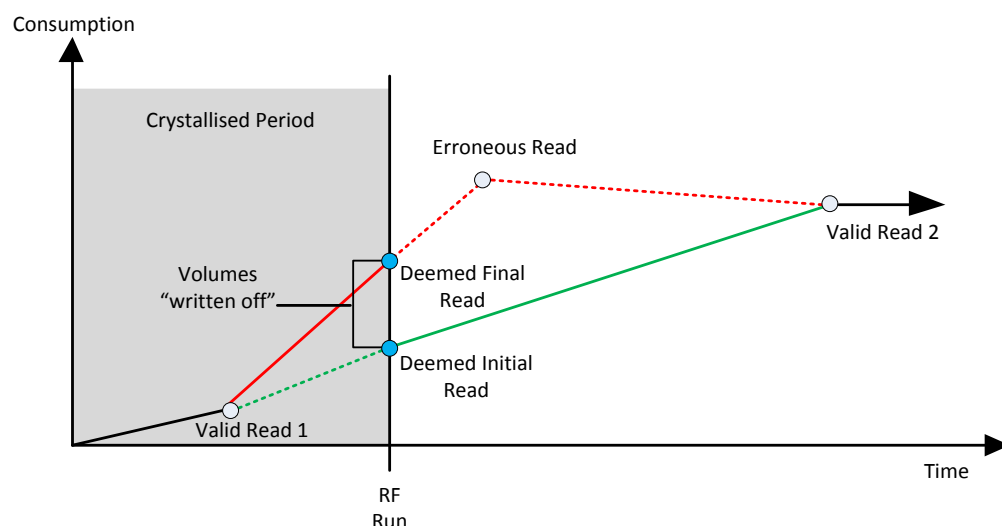 Consumption
Crystallised Period
Erroneous Read
Valid Read 2
Volumes
“written off”
Deemed Final
Read
Deemed Initial
Read
Valid Read 1
Time
RF
Run